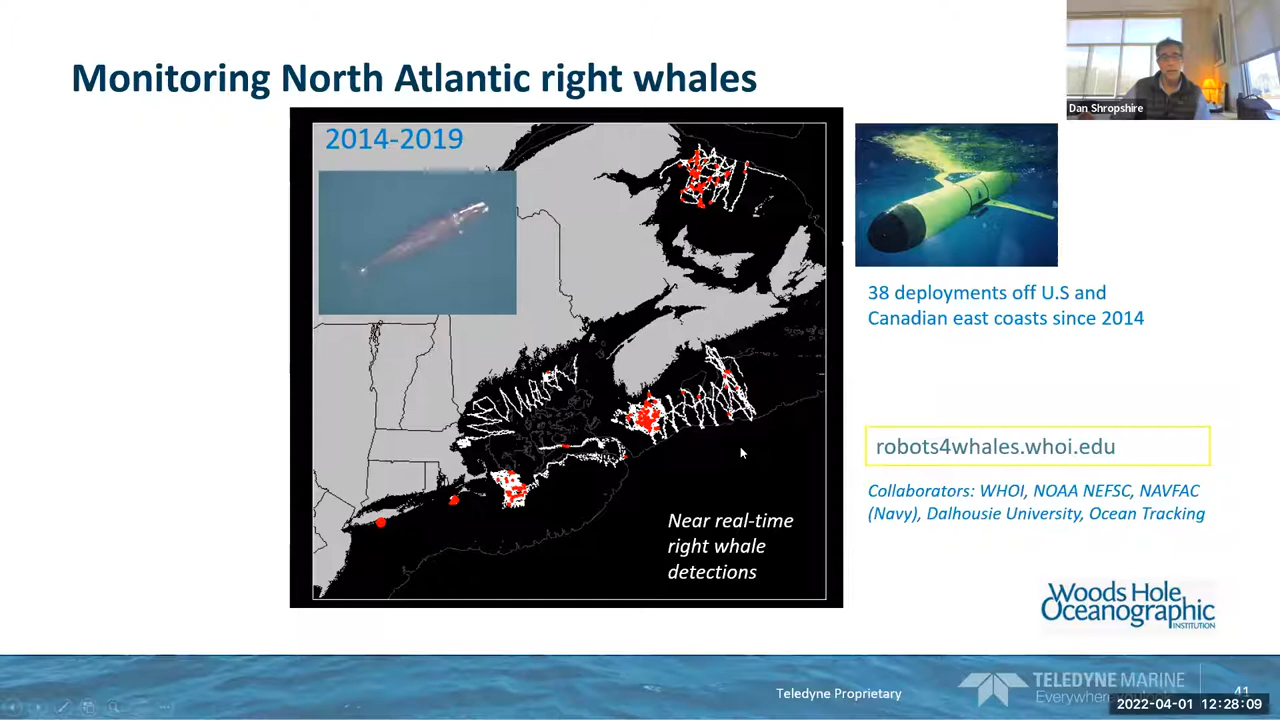 Monitoring North Atlantic right whales
Dan Shropshire
2014-2019
38 deployments off U.S and
Canadian east coasts since 2014
robots4whales.whoi.edu
Collaborators: WHOI, NOAA NEFSC, NAVFAC
(Navy), Dalhousie University, Ocean Tracking
Near real-time
right whale
detections
Woods Hole
Oceanographic
INSTITUTION
Teledyne Proprietary
TELEDYNE MARINE
41
2022-04-01 12:28:09